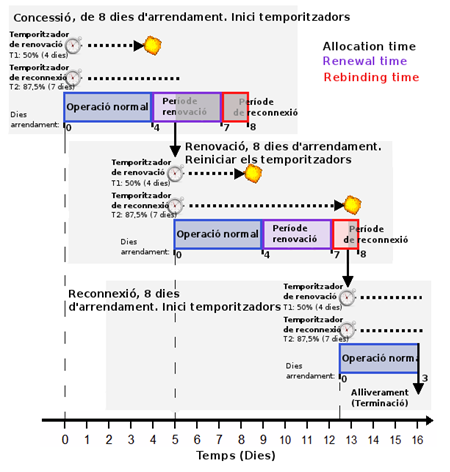 Concessió, de 8 dies d'arrendament. Inici temporitzadors
Temporitzador
de renovació
T1: 50% (4 dies)
Temporitzador
de reconnexió
T2: 87,5% (7 dies)
Allocation time
Renewal time
Rebinding time
Operació normal
Període
renovació
Període
de reconnexió
Dies
arrendament:
0
4
7
8
Renovació, 8 dies d'arrendament.
Reiniciar els temporitzadors
Temporitzador
de renovació
T1: 50% (4 dies)
Temporitzador
de reconnexió
T2: 87,5% (7 dies)
Operació normal
Període
renovació
Període
de reconnexió
Dies
arrendament:
0
4
7
8
Reconnexió, 8 dies
d'arrendament. Inici temporitzadors
Temporitzador
de renovació
T1: 50% (4 dies)
Temporitzador
de reconnexió
T2: 87,5% (7 dies)
Operació norma
Dies
arrendament:
0
3
Alliverament
(Terminació)
0 1 2 3 4 5 6 7 8 9 10 11 12 13 14 15 16
Temps (Dies)